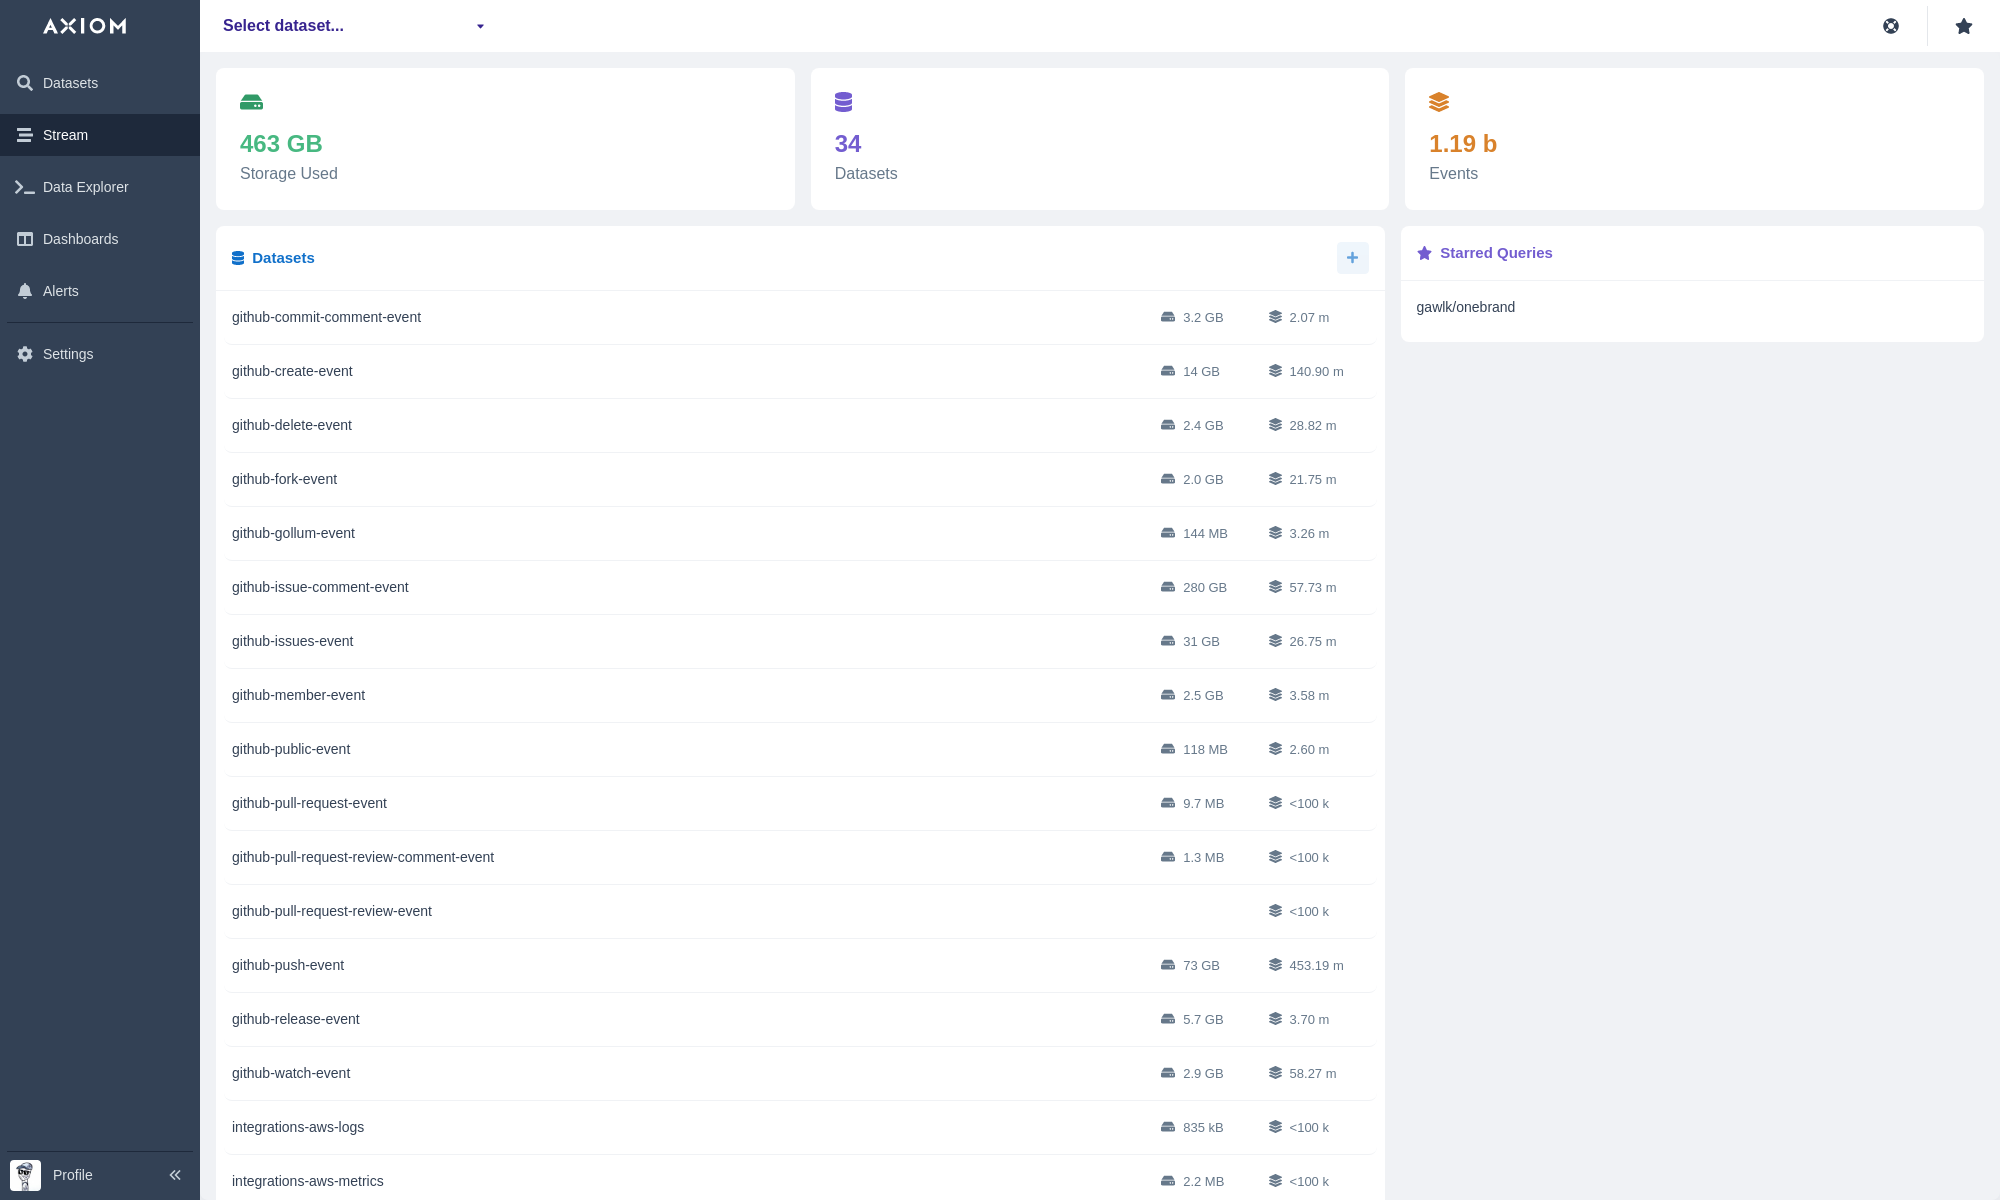 AXIOM
Select dataset...
Datasets
Stream
Data Explorer
Dashboards
Alerts
Settings
Profile
463 GB
Storage Used
34
Datasets
1.19 b
Events
Datasets
github-commit-comment-event 3.2 GB 2.07 m
github-create-event 14 GB 140.90 m
github-delete-event 2.4 GB 28.82 m
github-fork-event 2.0 GB 21.75 m
github-gollum-event 144 MB 3.26 m
github-issue-comment-event 280 GB 57.73 m
github-issues-event 31 GB 26.75 m
github-member-event 2.5 GB 3.58 m
github-public-event 118 MB 2.60 m
github-pull-request-event 9.7 MB <100 k
github-pull-request-review-comment-event 1.3 MB <100 k
github-pull-request-review-event <100 k
github-push-event 73 GB 453.19 m
github-release-event 5.7 GB 3.70 m
github-watch-event 2.9 GB 58.27 m
integrations-aws-logs 835 kB <100 k
integrations-aws-metrics 2.2 MB <100 k
Starred Queries
gawlk/onebrand